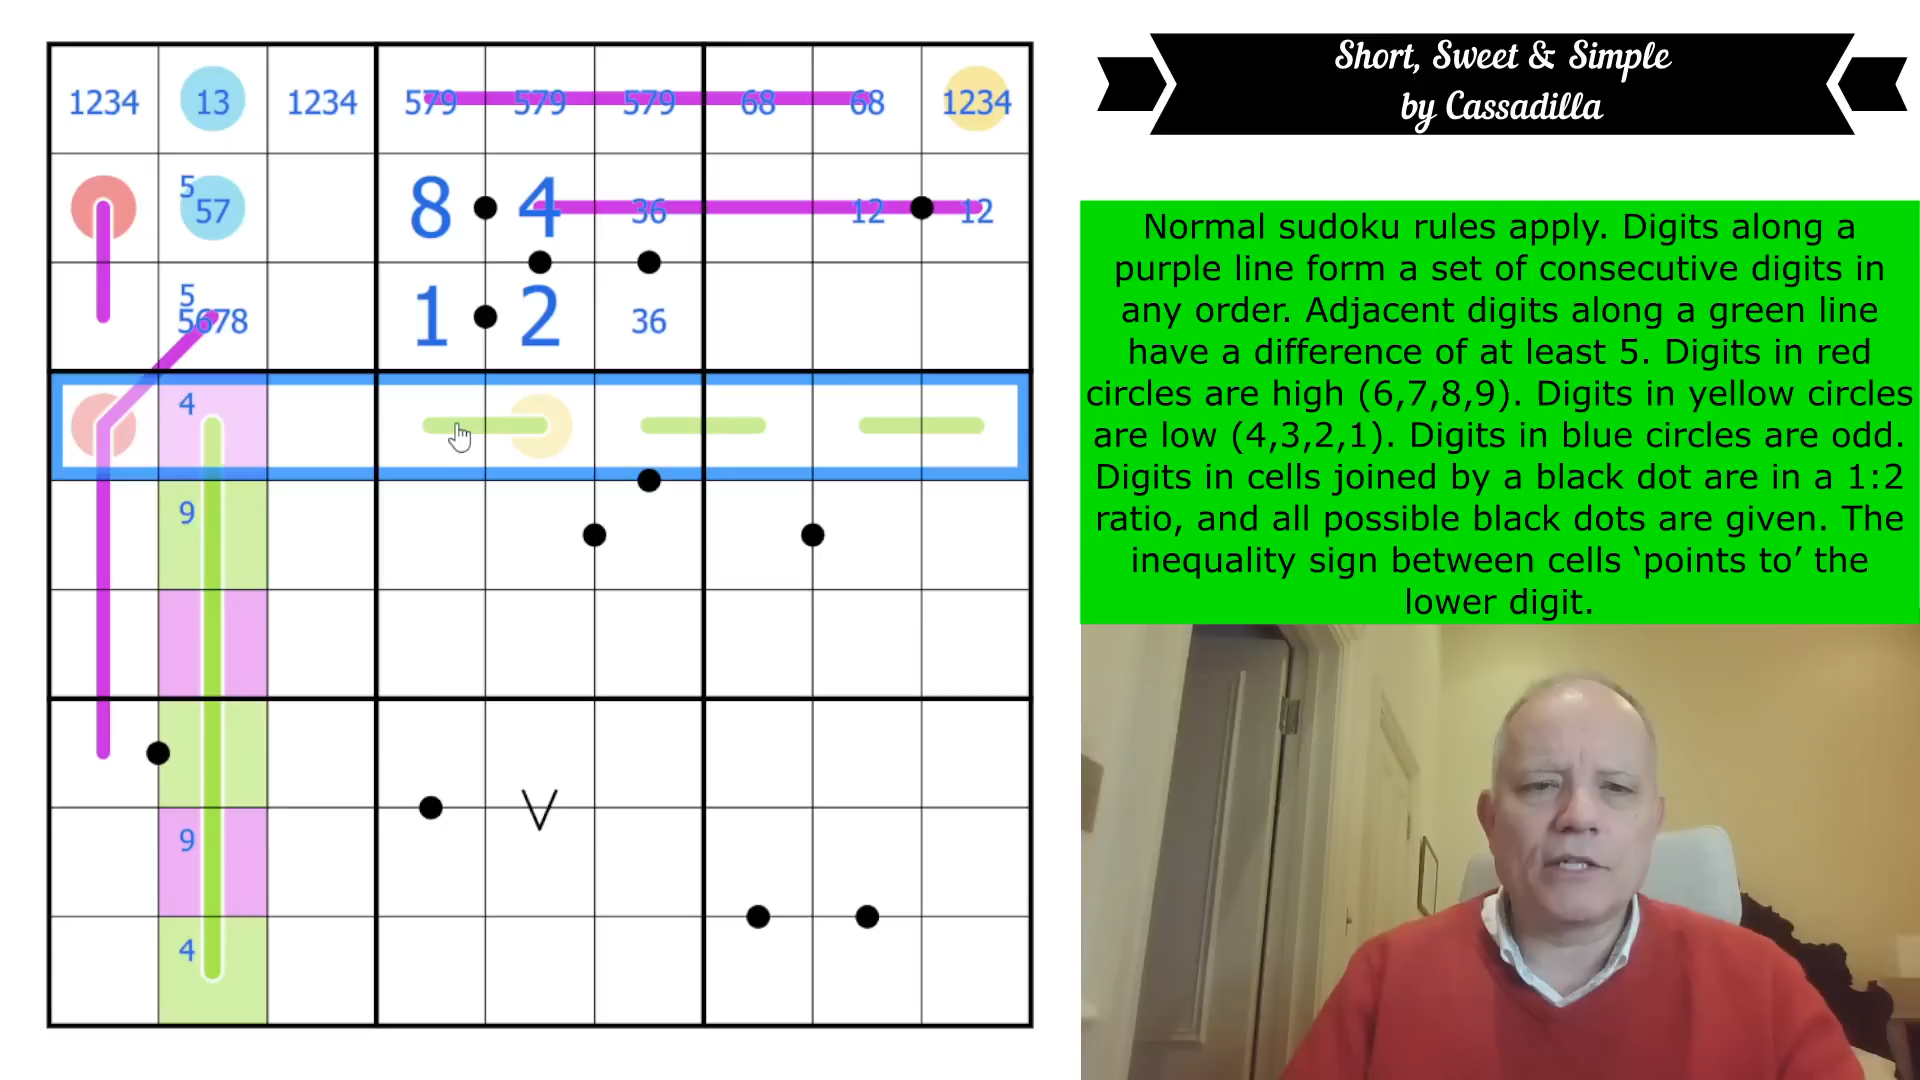 Short, Sweet & Simple
by Cassadilla
1234 13 1234 579 579 579 68 68 1234
5 57 8 4 36 12 12
5 5678 1 2 36
4
9
9
4
Normal sudoku rules apply. Digits along a
purple line form a set of consecutive digits in
any order. Adjacent digits along a green line
have a difference of at least 5. Digits in red
circles are high (6,7,8,9). Digits in yellow circles
are low (4,3,2,1). Digits in blue circles are odd.
Digits in cells joined by a black dot are in a 1:2
ratio, and all possible black dots are given. The
inequality sign between cells ‘points to’ the
lower digit.